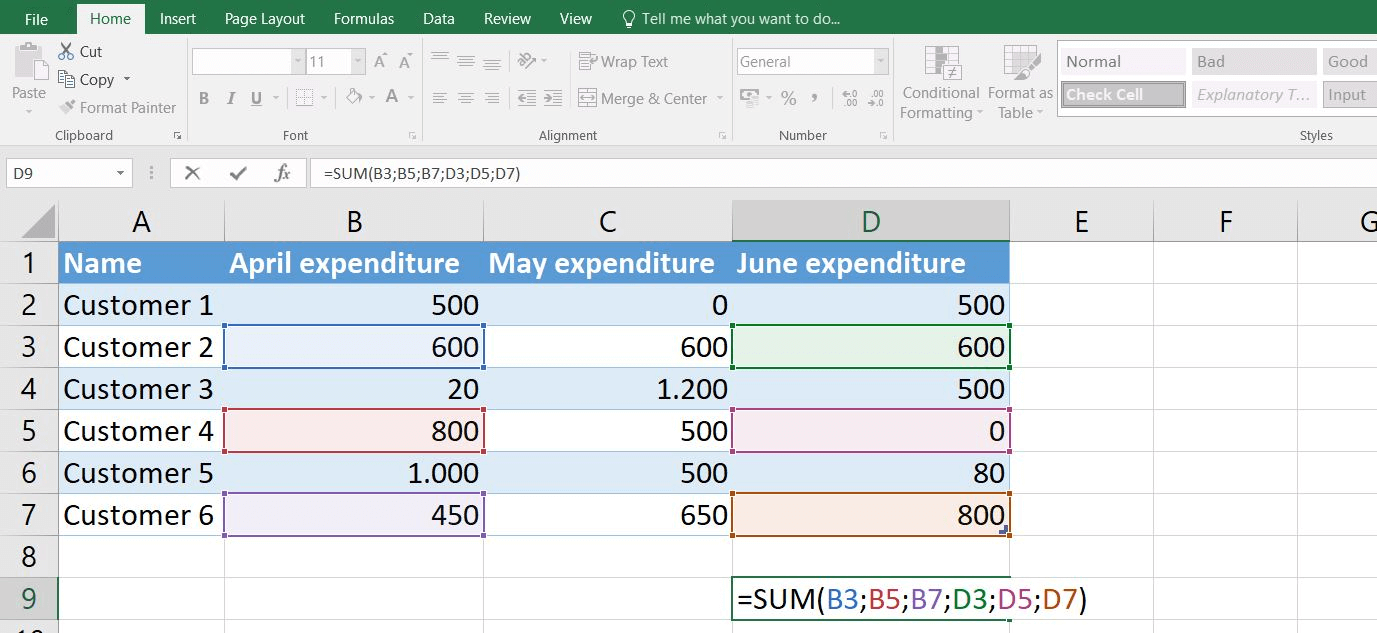 File Home Insert Page Layout Formulas Data Review View Tell me what you want to do...
Cut
Copy
Format Painter
Paste
Clipboard
11 A A
B I U A
Font
Wrap Text
Merge & Center
Alignment
General
% , .00 .0
Number
Conditional Formatting
Format as Table
Normal Bad Good
Check Cell Explanatory T... Input
Styles
D9 fx =SUM(B3;B5;B7;D3;D5;D7)
A B C D E F G
1 Name April expenditure May expenditure June expenditure
2 Customer 1 500 0 500
3 Customer 2 600 600 600
4 Customer 3 20 1.200 500
5 Customer 4 800 500 0
6 Customer 5 1.000 500 80
7 Customer 6 450 650 800
8
9 =SUM(B3;B5;B7;D3;D5;D7)